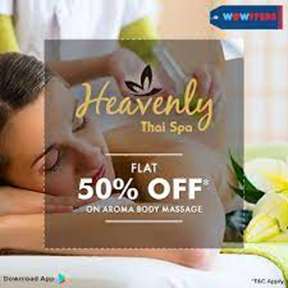 WOWFFERS
Heavenly
Thai Spa
FLAT
50% OFF*
ON AROMA BODY MASSAGE
Download App
*T&C Apply